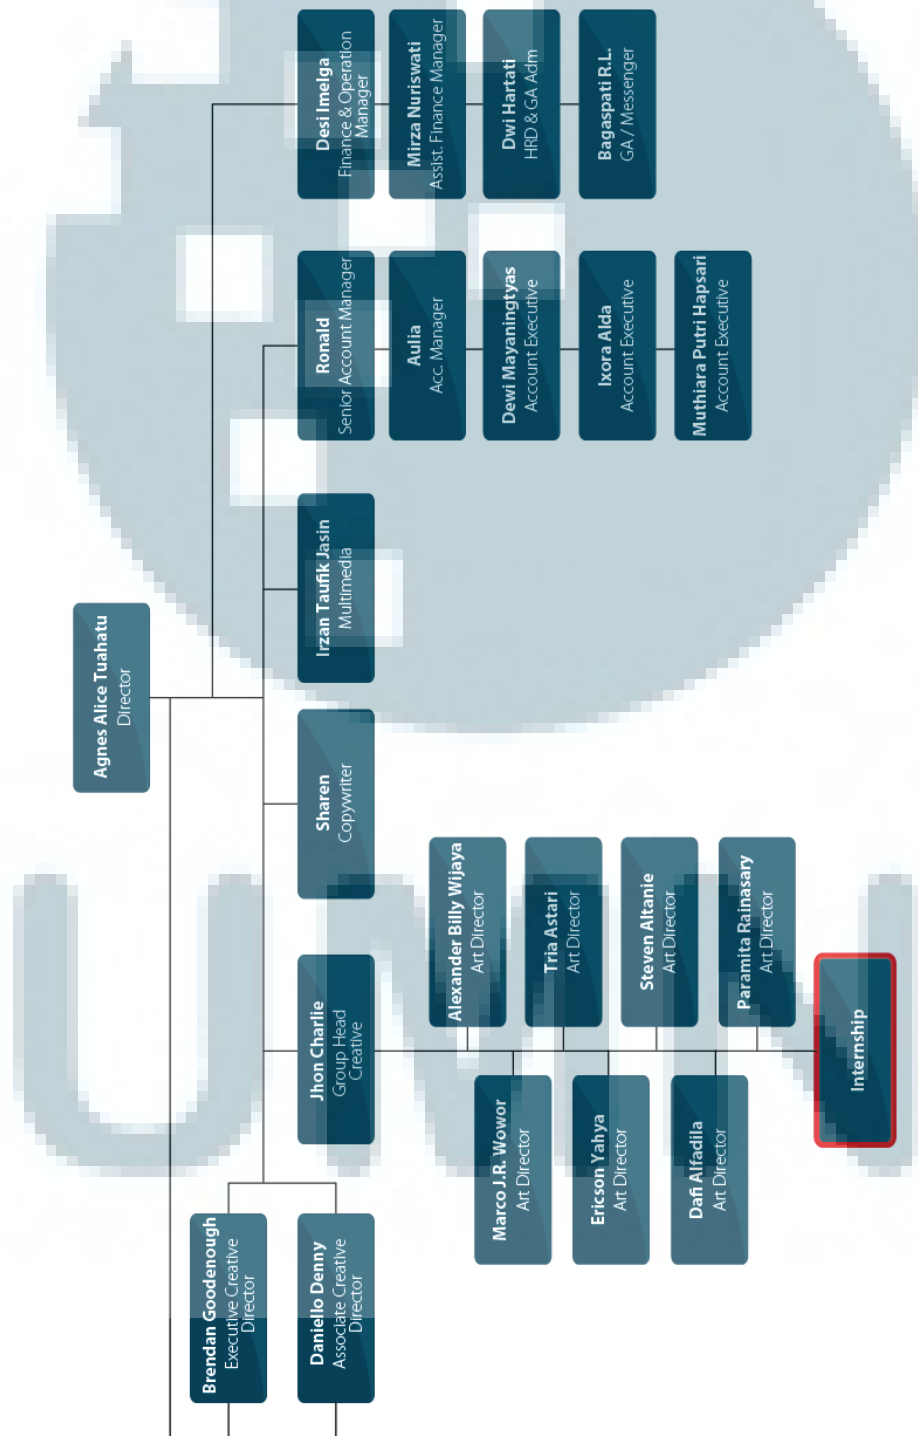 Agnes Alice Tuahatu
Director
Brendan Goodenough
Executive Creative
Director
Daniello Denny
Associate Creative
Director
Jhon Charlie
Group Head
Creative
Sharen
Copywriter
Irzan Taufik Jasin
Multimedia
Ronald
Senior Account Manager
Desi Imelga
Finance & Operation
Manager
Marco J.R. Wowor
Art Director
Ericson Yahya
Art Director
Dafi Alfadila
Art Director
Alexander Billy Wijaya
Art Director
Tria Astari
Art Director
Steven Altanie
Art Director
Paramita Rainasary
Art Director
Internship
Aulia
Acc. Manager
Dewi Mayaningtyas
Account Executive
Ixora Alda
Account Executive
Muthiara Putri Hapsari
Account Executive
Mirza Nuriswati
Assist. Finance Manager
Dwi Hartati
HRD & GA Adm
Bagaspati R.L.
GA / Messenger